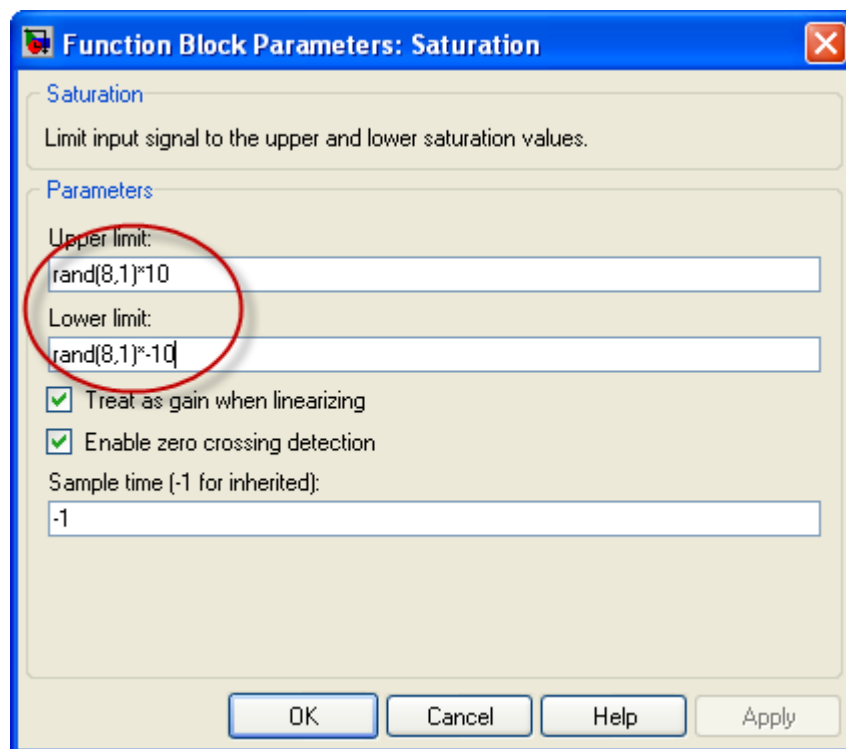 Function Block Parameters: Saturation
Saturation
Limit input signal to the upper and lower saturation values.
Parameters
Upper limit:
rand(8,1)*10
Lower limit:
rand(8,1)*-10
Treat as gain when linearizing
Enable zero crossing detection
Sample time (-1 for inherited):
-1
OK Cancel Help Apply